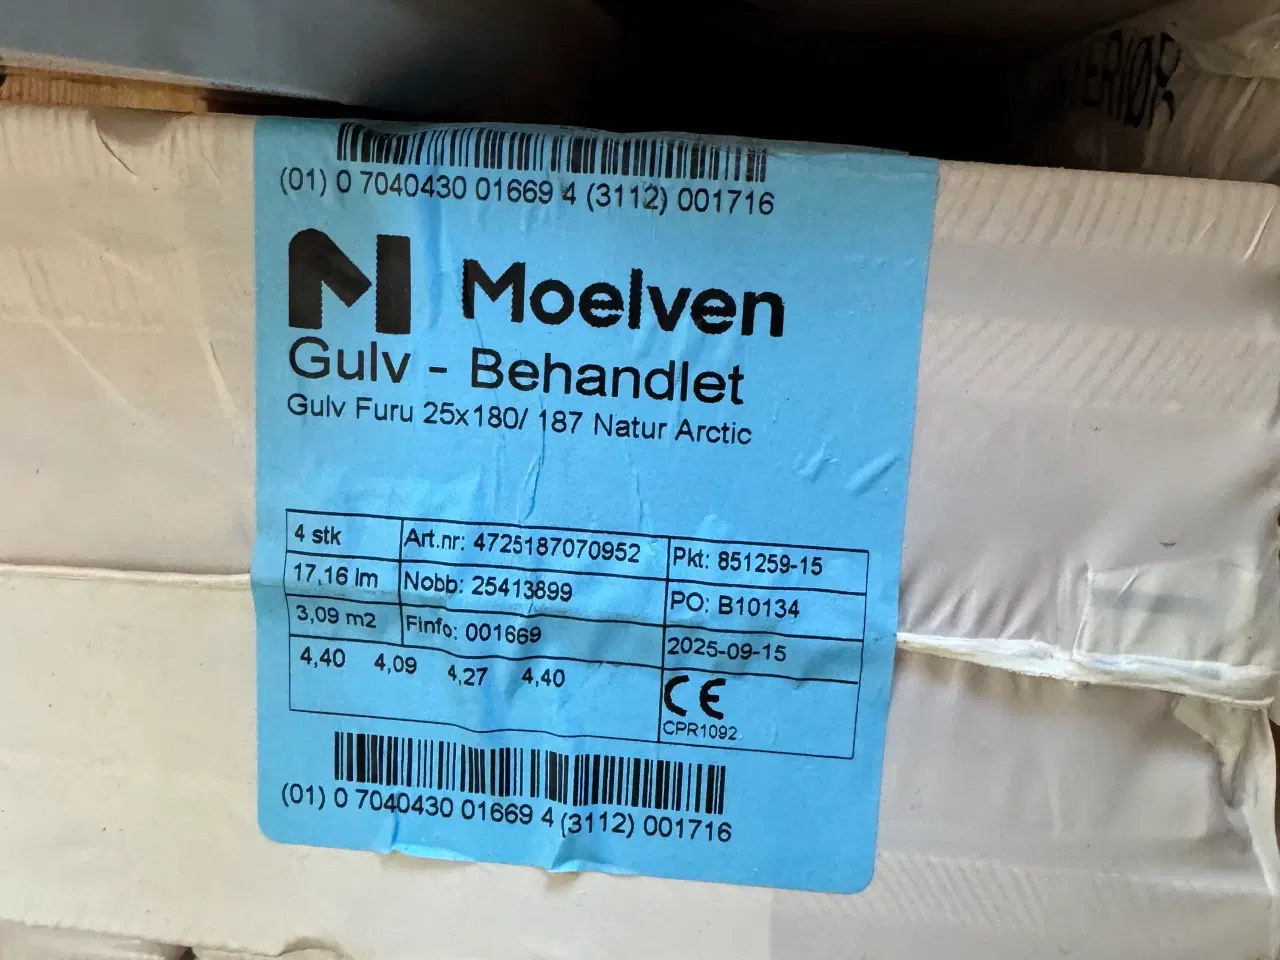 INTERIØR
(01) 0 7040430 01669 4 (3112) 001716
Moelven
Gulv - Behandlet
Gulv Furu 25x180/ 187 Natur Arctic
4 stk Art.nr: 4725187070952 Pkt: 851259-15
17,16 lm Nobb: 25413899 PO: B10134
3,09 m2 Finfo: 001669 2025-09-15
4,40 4,09 4,27 4,40 CE
CPR1092
(01) 0 7040430 01669 4 (3112) 001716